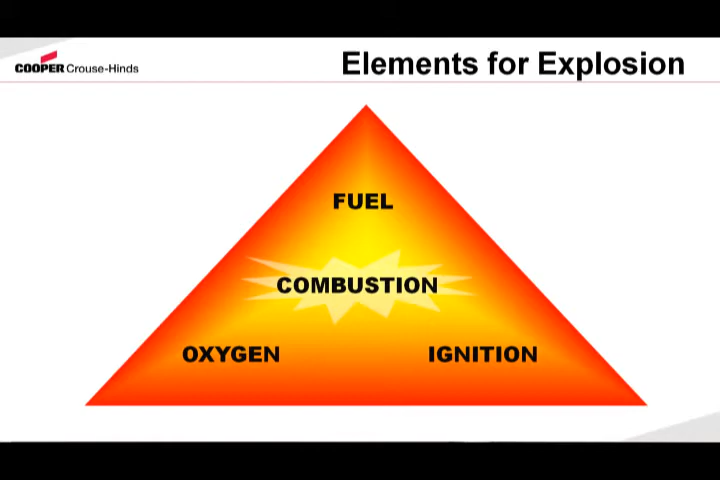 COOPER Crouse-Hinds
Elements for Explosion
FUEL
COMBUSTION
OXYGEN
IGNITION